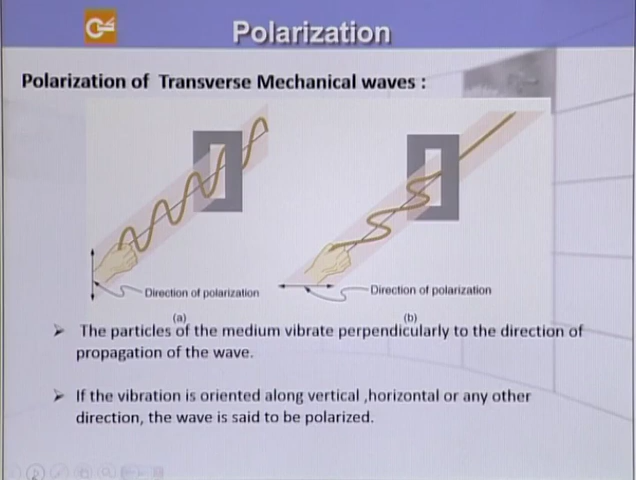 Polarization
Polarization of Transverse Mechanical waves :
Direction of polarization
Direction of polarization
(a)
(b)
➢ The particles of the medium vibrate perpendicularly to the direction of
propagation of the wave.
➢ If the vibration is oriented along vertical ,horizontal or any other
direction, the wave is said to be polarized.